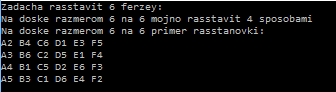 Zadacha rasstavit 6 ferzey:
Na doske razmerom 6 na 6 mojno rasstavit 4 sposobami
Na doske razmerom 6 na 6 primer rasstanovki:
A2 B4 C6 D1 E3 F5
A3 B6 C2 D5 E1 F4
A4 B1 C5 D2 E6 F3
A5 B3 C1 D6 E4 F2